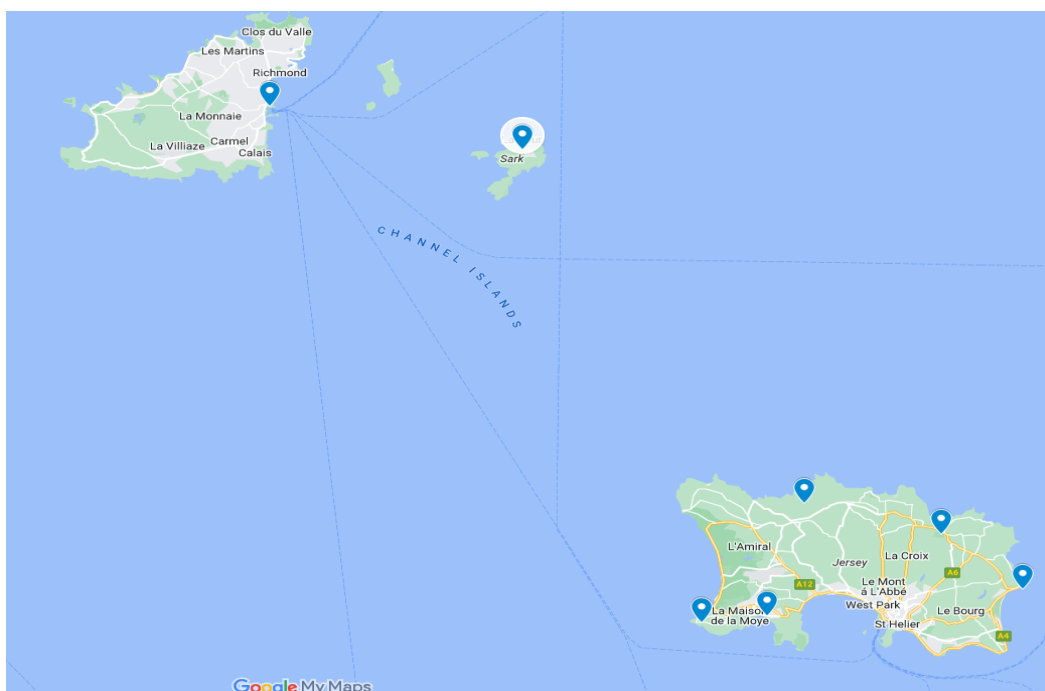 Clos du Valle
Les Martins
Richmond
La Monnaie
La Villiaze
Carmel
Calais
Sark
CHANNEL ISLANDS
L'Amiral
La Croix
Jersey
A6
A12
Le Mont
á L'Abbé
West Park
La Maison
de la Moye
Le Bourg
St Helier
A4
Google My Maps